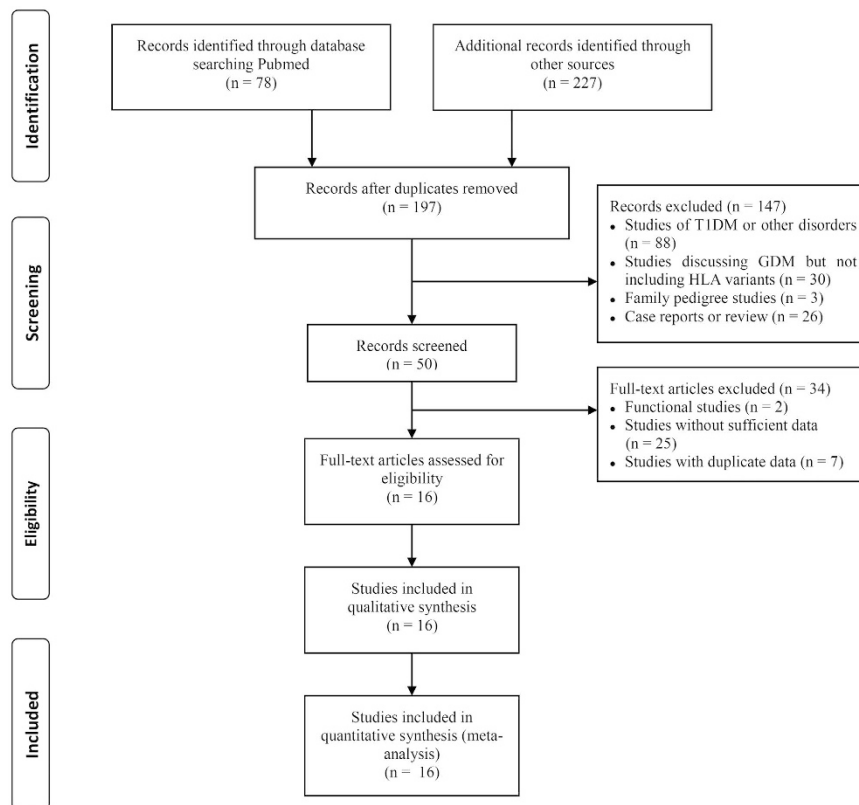 Identification
Records identified through database
searching Pubmed
(n = 78)
Additional records identified through
other sources
(n = 227)
Records after duplicates removed
(n = 197)
Screening
Records excluded (n = 147)
• Studies of T1DM or other disorders
(n = 88)
• Studies discussing GDM but not
including HLA variants (n = 30)
• Family pedigree studies (n = 3)
• Case reports or review (n = 26)
Records screened
(n = 50)
Full-text articles excluded (n = 34)
• Functional studies (n = 2)
• Studies without sufficient data
(n = 25)
• Studies with duplicate data (n = 7)
Eligibility
Full-text articles assessed for
eligibility
(n = 16)
Studies included in
qualitative synthesis
(n = 16)
Included
Studies included in
quantitative synthesis (meta-
analysis)
(n = 16)